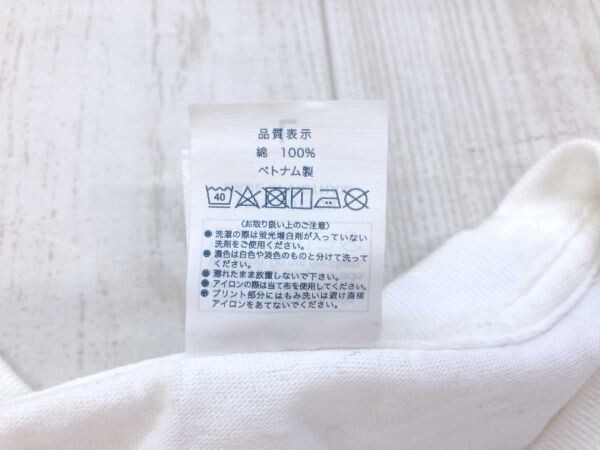 品質表示
綿 100%
ベトナム製
40
〈お取り扱い上のご注意〉
洗濯の際は蛍光増白剤が入っていない
洗剤をご使用ください。
濃色は白色や淡色のものと分けて洗って
ください。
濡れたまま放置しないで下さい。
アイロンの際は当て布を使用してください。
プリント部分にはもみ洗いは避け直接
アイロンをあてないでください。